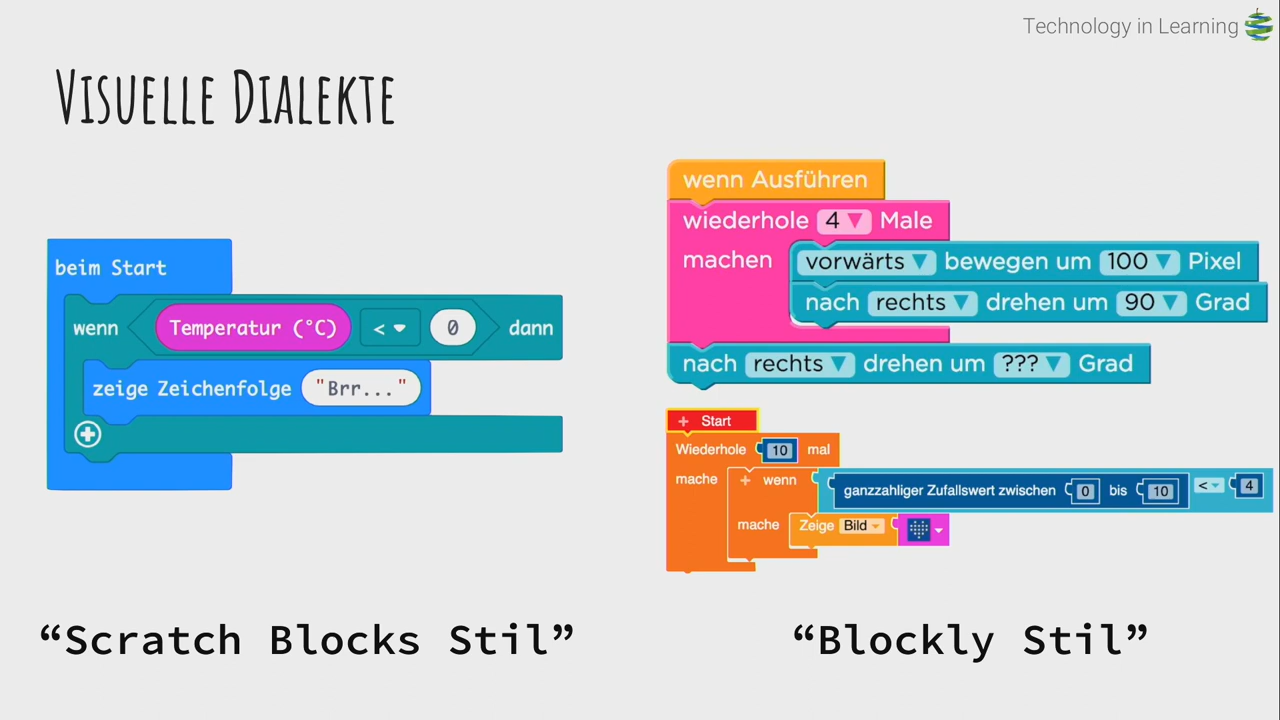 Technology in Learning
Visuelle Dialekte
beim Start
wenn Temperatur (°C) < 0 dann
zeige Zeichenfolge "Brr..."
wenn Ausführen
wiederhole 4 Male
machen vorwärts bewegen um 100 Pixel
nach rechts drehen um 90 Grad
nach rechts drehen um ??? Grad
+ Start
Wiederhole 10 mal
mache + wenn ganzzahliger Zufallswert zwischen 0 bis 10 < 4
mache Zeige Bild
“Scratch Blocks Stil”
“Blockly Stil”